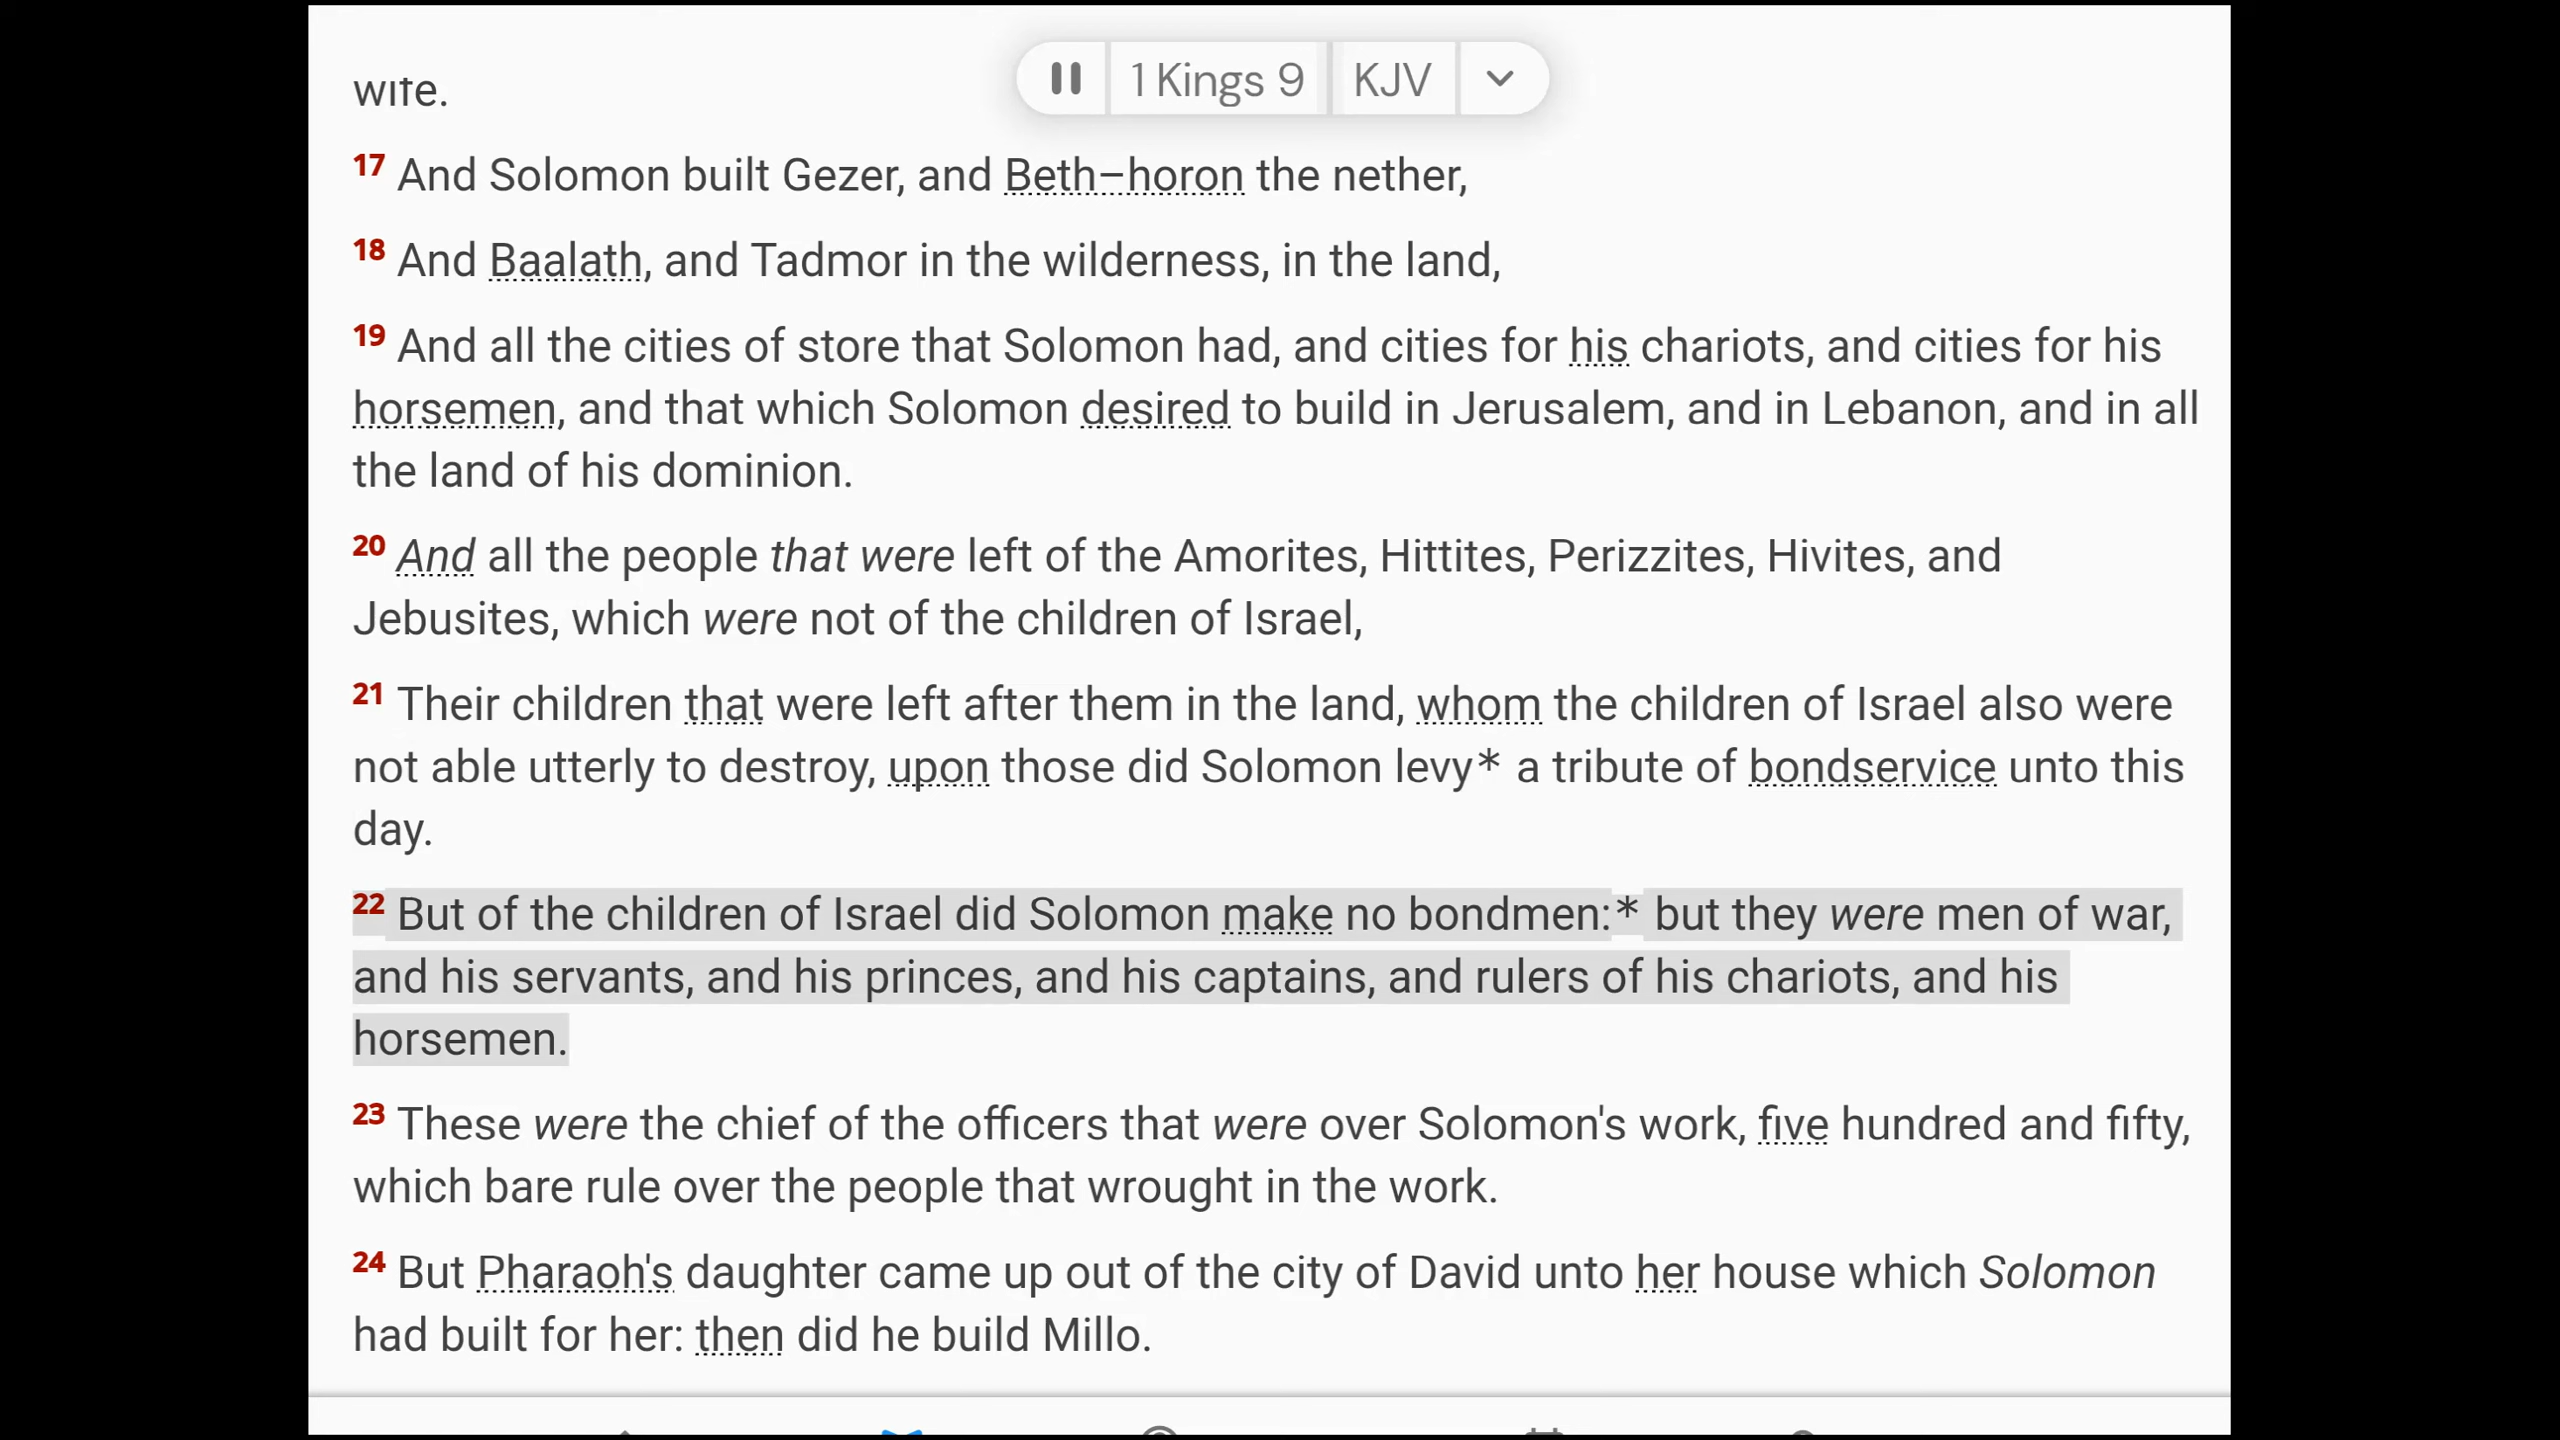 1 Kings 9 KJV
wife.
17 And Solomon built Gezer, and Beth–horon the nether,
18 And Baalath, and Tadmor in the wilderness, in the land,
19 And all the cities of store that Solomon had, and cities for his chariots, and cities for his
horsemen, and that which Solomon desired to build in Jerusalem, and in Lebanon, and in all
the land of his dominion.
20 And all the people that were left of the Amorites, Hittites, Perizzites, Hivites, and
Jebusites, which were not of the children of Israel,
21 Their children that were left after them in the land, whom the children of Israel also were
not able utterly to destroy, upon those did Solomon levy* a tribute of bondservice unto this
day.
22 But of the children of Israel did Solomon make no bondmen:* but they were men of war,
and his servants, and his princes, and his captains, and rulers of his chariots, and his
horsemen.
23 These were the chief of the officers that were over Solomon's work, five hundred and fifty,
which bare rule over the people that wrought in the work.
24 But Pharaoh's daughter came up out of the city of David unto her house which Solomon
had built for her: then did he build Millo.